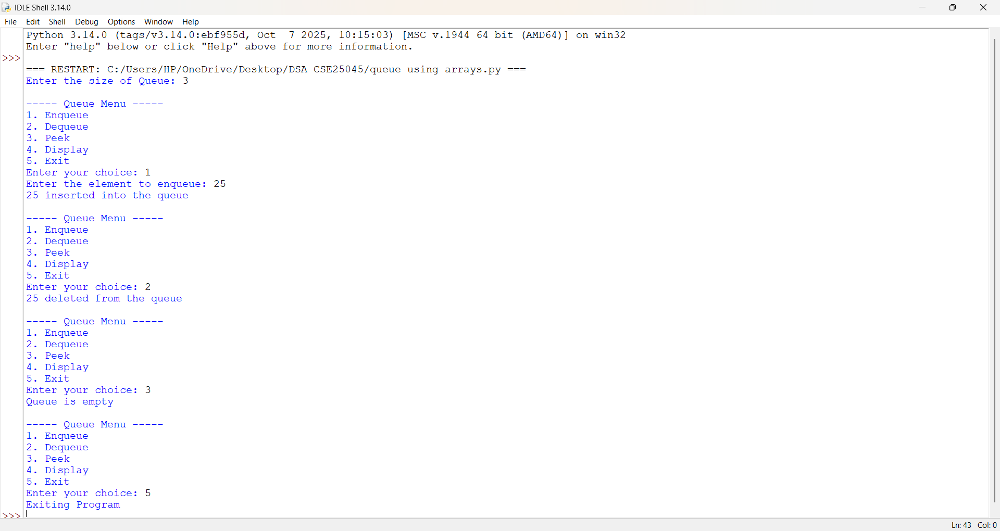 IDLE Shell 3.14.0
File Edit Shell Debug Options Window Help
Python 3.14.0 (tags/v3.14.0:ebf955d, Oct  7 2025, 10:15:03) [MSC v.1944 64 bit (AMD64)] on win32
Enter "help" below or click "Help" above for more information.
>>>
=== RESTART: C:/Users/HP/OneDrive/Desktop/DSA CSE25045/queue using arrays.py ===
Enter the size of Queue: 3
----- Queue Menu -----
1. Enqueue
2. Dequeue
3. Peek
4. Display
5. Exit
Enter your choice: 1
Enter the element to enqueue: 25
25 inserted into the queue
----- Queue Menu -----
1. Enqueue
2. Dequeue
3. Peek
4. Display
5. Exit
Enter your choice: 2
25 deleted from the queue
----- Queue Menu -----
1. Enqueue
2. Dequeue
3. Peek
4. Display
5. Exit
Enter your choice: 3
Queue is empty
----- Queue Menu -----
1. Enqueue
2. Dequeue
3. Peek
4. Display
5. Exit
Enter your choice: 5
Exiting Program
>>>
Ln: 43 Col: 0